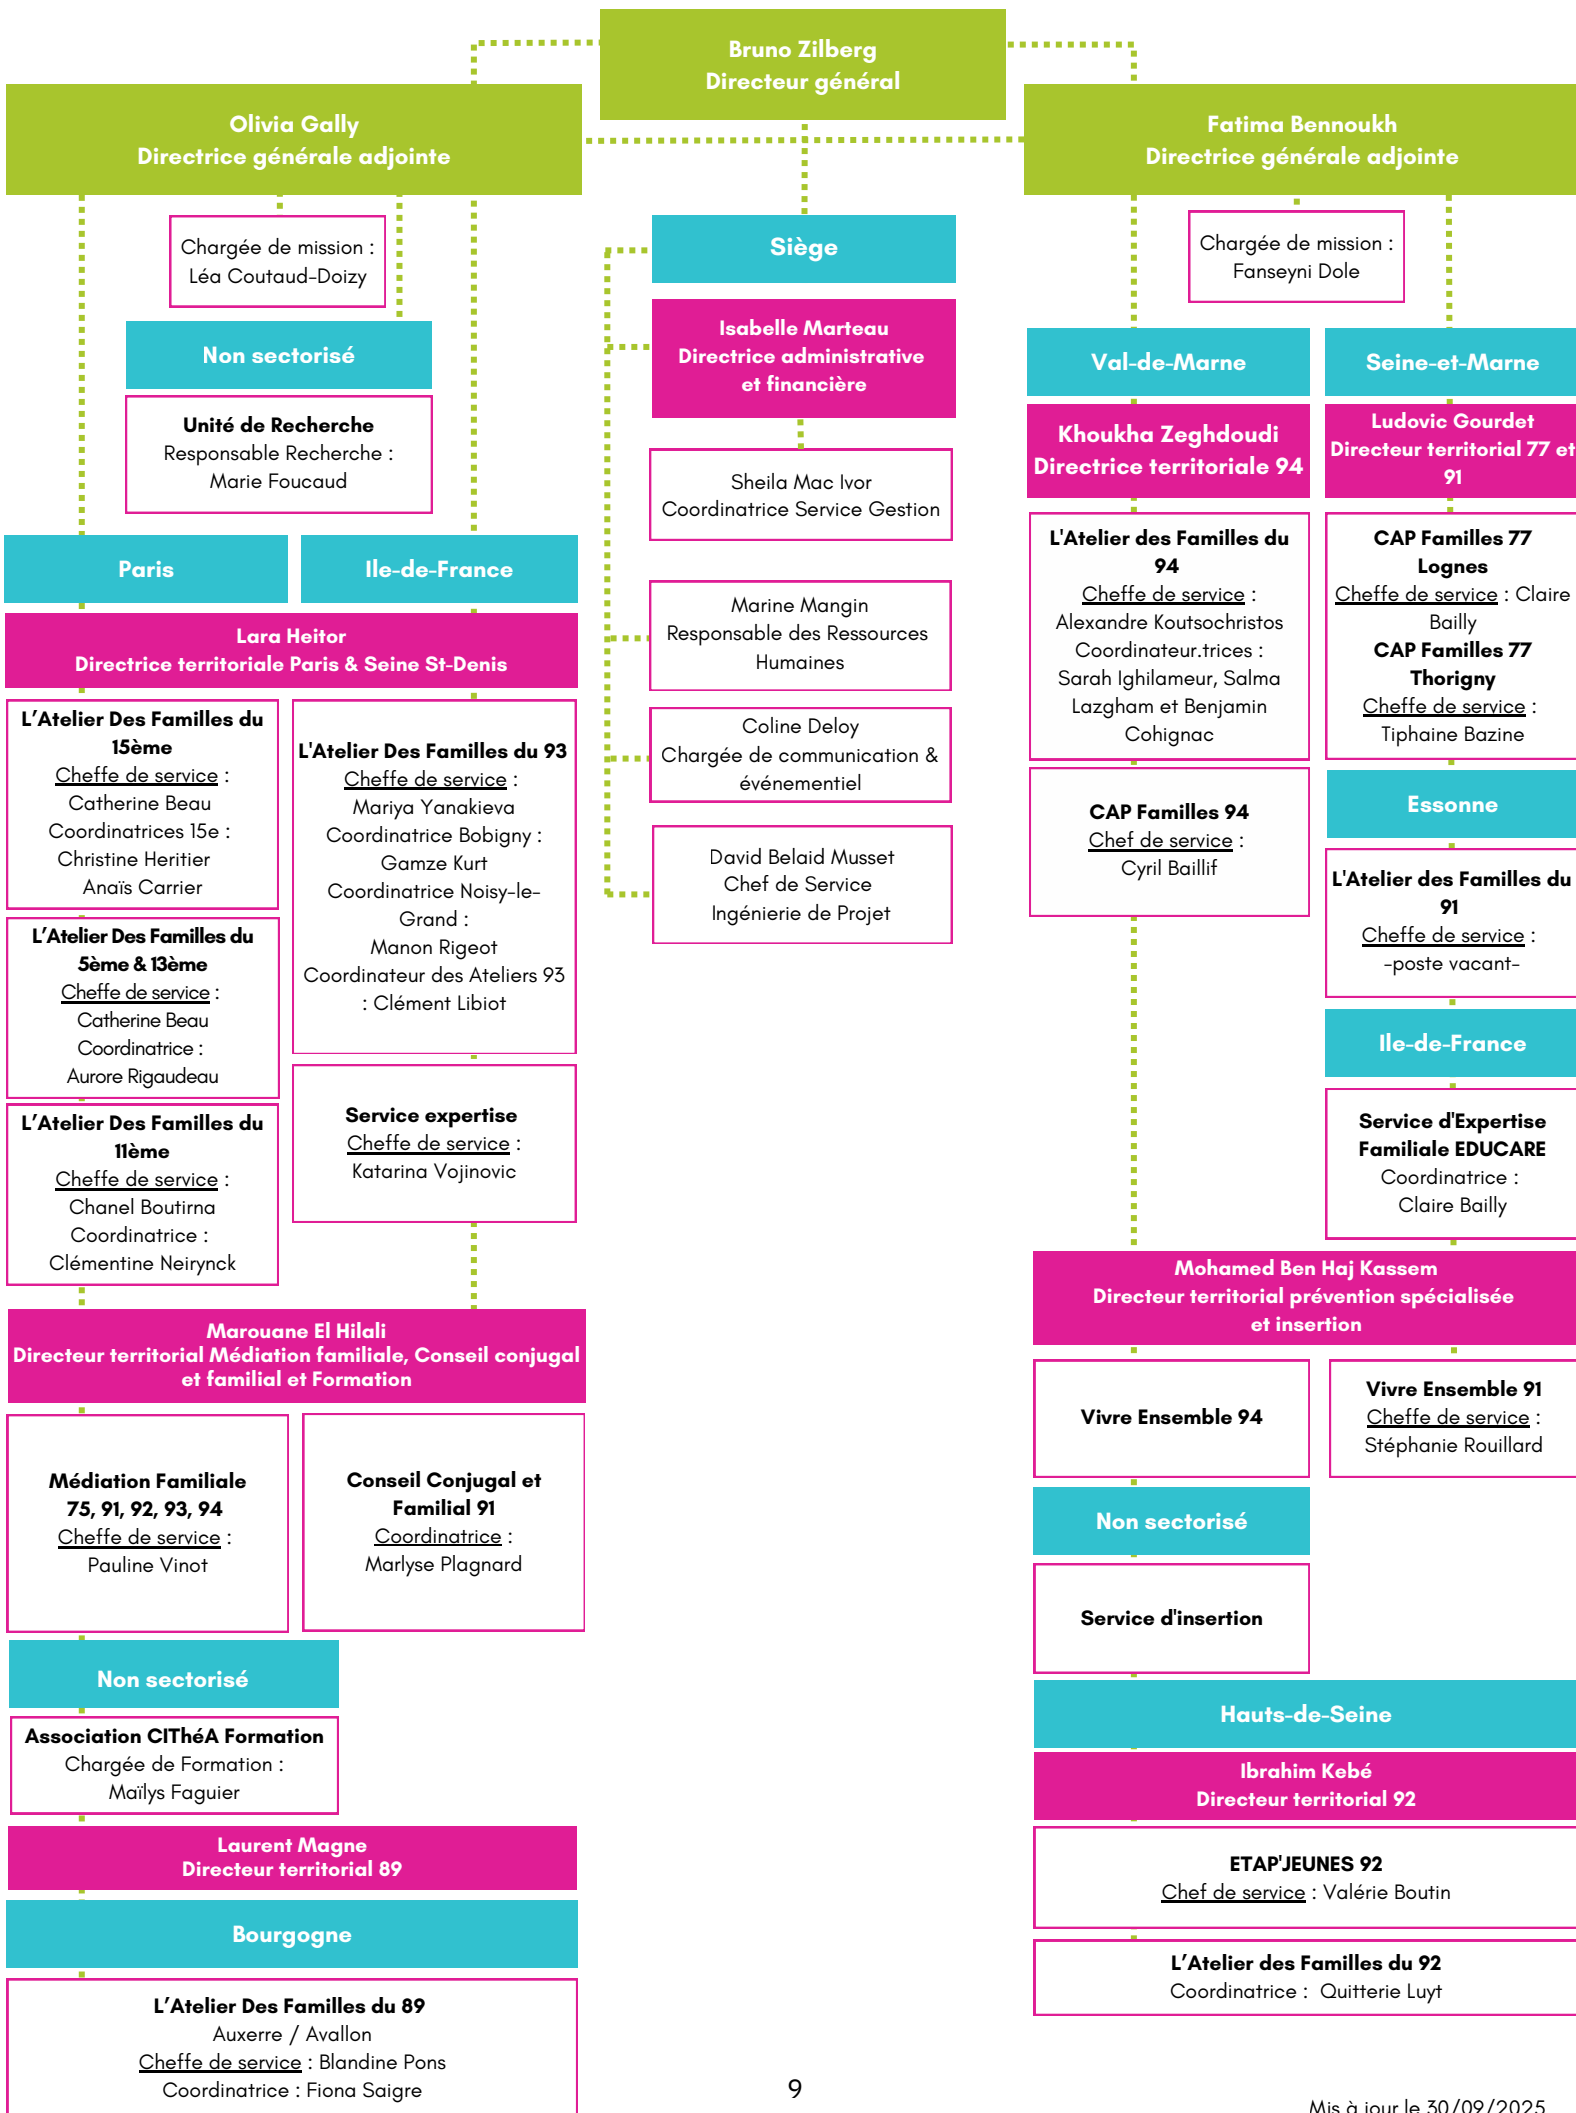 Bruno Zilberg
Directeur général
Olivia Gally
Directrice générale adjointe
Fatima Bennoukh
Directrice générale adjointe
Chargée de mission :
Léa Coutaud-Doizy
Non sectorisé
Unité de Recherche
Responsable Recherche :
Marie Foucaud
Paris
Ile-de-France
Lara Heitor
Directrice territoriale Paris & Seine St-Denis
L'Atelier Des Familles du
15ème
Cheffe de service :
Catherine Beau
Coordinatrices 15e :
Christine Heritier
Anaïs Carrier
L'Atelier Des Familles du
5ème & 13ème
Cheffe de service :
Catherine Beau
Coordinatrice :
Aurore Rigaudeau
L'Atelier Des Familles du
11ème
Cheffe de service :
Chanel Boutirna
Coordinatrice :
Clémentine Neirynck
L'Atelier Des Familles du 93
Cheffe de service :
Mariya Yanakieva
Coordinatrice Bobigny :
Gamze Kurt
Coordinatrice Noisy-le-
Grand :
Manon Rigeot
Coordinateur des Ateliers 93
: Clément Libiot
Service expertise
Cheffe de service :
Katarina Vojinovic
Marouane El Hilali
Directeur territorial Médiation familiale, Conseil conjugal
et familial et Formation
Médiation Familiale
75, 91, 92, 93, 94
Cheffe de service :
Pauline Vinot
Conseil Conjugal et
Familial 91
Coordinatrice :
Marlyse Plagnard
Non sectorisé
Association CIThéA Formation
Chargée de Formation :
Maïlys Faguier
Laurent Magne
Directeur territorial 89
Bourgogne
L'Atelier Des Familles du 89
Auxerre / Avallon
Cheffe de service : Blandine Pons
Coordinatrice : Fiona Saigre
Siège
Isabelle Marteau
Directrice administrative
et financière
Sheila Mac Ivor
Coordinatrice Service Gestion
Marine Mangin
Responsable des Ressources
Humaines
Coline Deloy
Chargée de communication &
événementiel
David Belaid Musset
Chef de Service
Ingénierie de Projet
Chargée de mission :
Fanseyni Dole
Val-de-Marne
Khoukha Zeghdoudi
Directrice territoriale 94
L'Atelier des Familles du
94
Cheffe de service :
Alexandre Koutsochristos
Coordinateur.trices :
Sarah Ighilameur, Salma
Lazgham et Benjamin
Cohignac
CAP Familles 94
Chef de service :
Cyril Baillif
Seine-et-Marne
Ludovic Gourdet
Directeur territorial 77 et
91
CAP Familles 77
Lognes
Cheffe de service : Claire
Bailly
CAP Familles 77
Thorigny
Cheffe de service :
Tiphaine Bazine
Essonne
L'Atelier des Familles du
91
Cheffe de service :
-poste vacant-
Ile-de-France
Service d'Expertise
Familiale EDUCARE
Coordinatrice :
Claire Bailly
Mohamed Ben Haj Kassem
Directeur territorial prévention spécialisée
et insertion
Vivre Ensemble 94
Vivre Ensemble 91
Cheffe de service :
Stéphanie Rouillard
Non sectorisé
Service d'insertion
Hauts-de-Seine
Ibrahim Kebé
Directeur territorial 92
ETAP'JEUNES 92
Chef de service : Valérie Boutin
L'Atelier des Familles du 92
Coordinatrice : Quitterie Luyt
9
Mis à jour le 30/09/2025